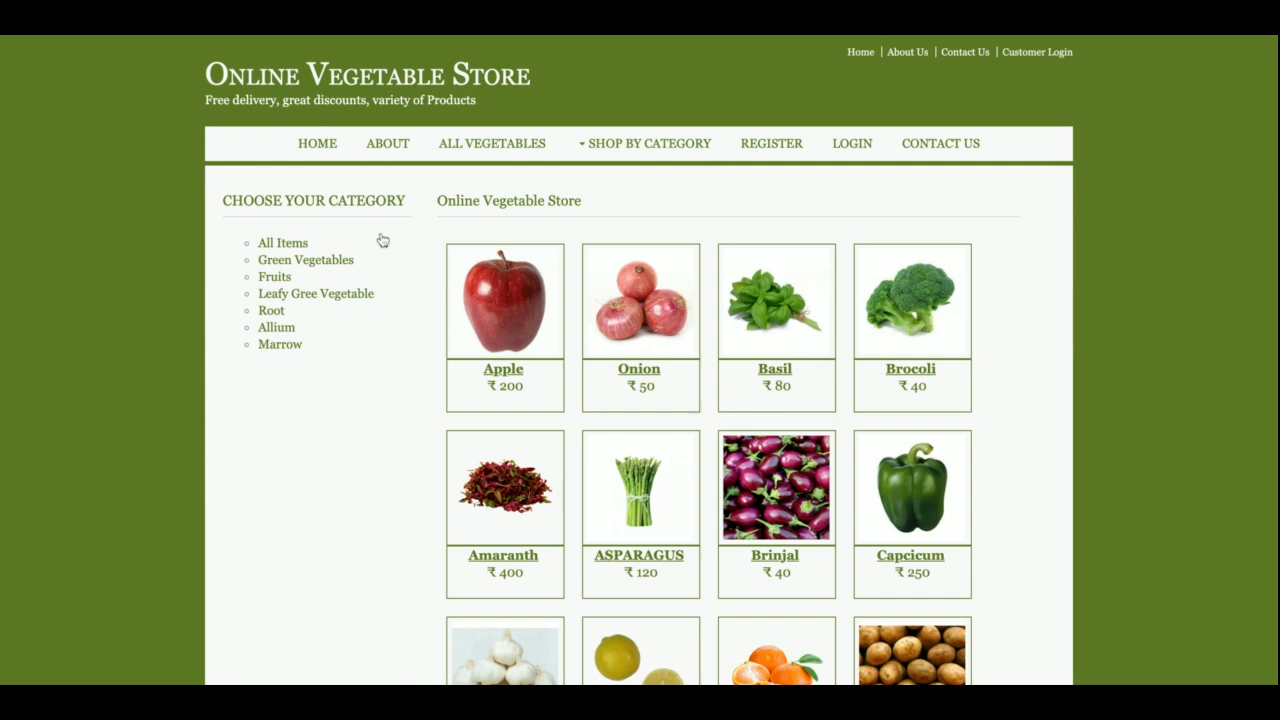 Home | About Us | Contact Us | Customer Login
ONLINE VEGETABLE STORE
Free delivery, great discounts, variety of Products
HOME ABOUT ALL VEGETABLES SHOP BY CATEGORY REGISTER LOGIN CONTACT US
CHOOSE YOUR CATEGORY
All Items
Green Vegetables
Fruits
Leafy Gree Vegetable
Root
Allium
Marrow
Online Vegetable Store
Apple Onion Basil Brocoli
₹ 200 ₹ 50 ₹ 80 ₹ 40
Amaranth ASPARAGUS Brinjal Capcicum
₹ 400 ₹ 120 ₹ 40 ₹ 250